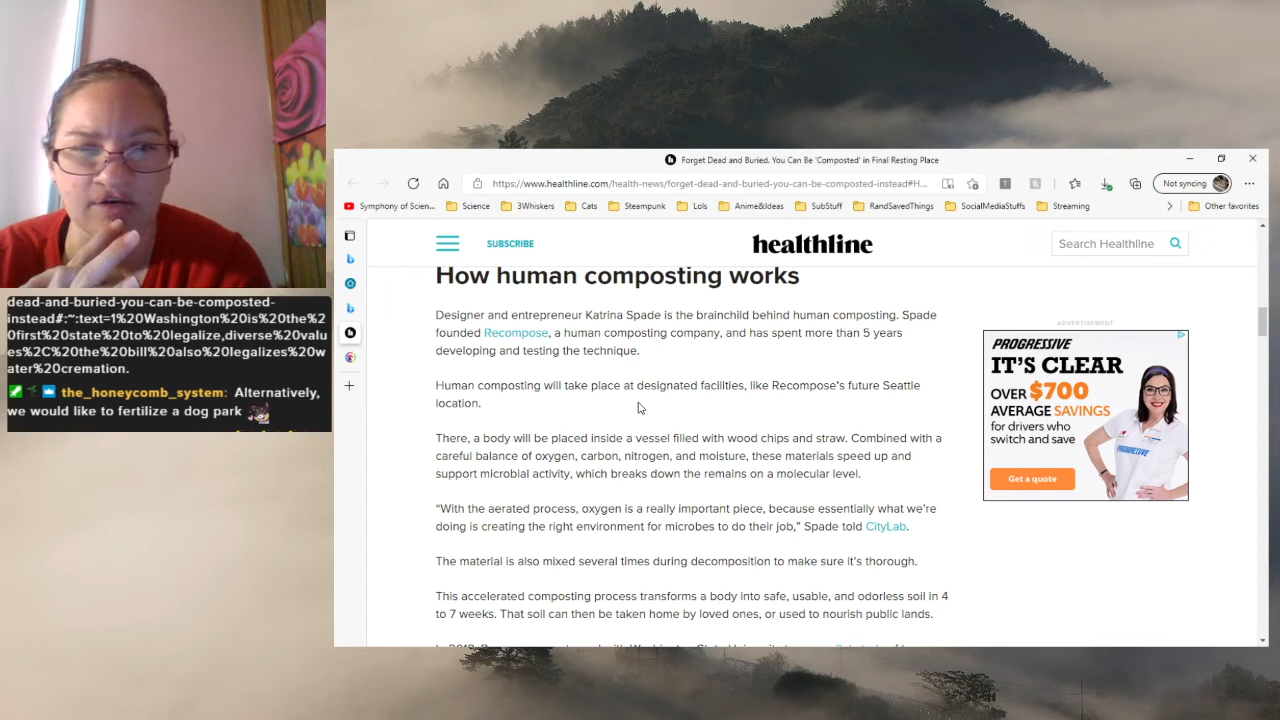 dead-and-buried-you-can-be-composted-
instead#:~:text=1%20Washington%20is%20the%2
0first%20state%20to%20legalize,diverse%20valu
es%2C%20the%20bill%20also%20legalizes%20w
ater%20cremation.
the_honeycomb_system: Alternatively,
we would like to fertilize a dog park
Forget Dead and Buried. You Can Be 'Composted' in Final Resting Place
https://www.healthline.com/health-news/forget-dead-and-buried-you-can-be-composted-instead#H...
Not syncing
Symphony of Scien...
Science
3Whiskers
Cats
Steampunk
Lols
Anime&Ideas
SubStuff
RandSavedThings
SocialMediaStuffs
Streaming
Other favorites
SUBSCRIBE
healthline
Search Healthline
How human composting works
Designer and entrepreneur Katrina Spade is the brainchild behind human composting. Spade
founded Recompose, a human composting company, and has spent more than 5 years
developing and testing the technique.
Human composting will take place at designated facilities, like Recompose's future Seattle
location.
There, a body will be placed inside a vessel filled with wood chips and straw. Combined with a
careful balance of oxygen, carbon, nitrogen, and moisture, these materials speed up and
support microbial activity, which breaks down the remains on a molecular level.
“With the aerated process, oxygen is a really important piece, because essentially what we're
doing is creating the right environment for microbes to do their job,” Spade told CityLab.
The material is also mixed several times during decomposition to make sure it's thorough.
This accelerated composting process transforms a body into safe, usable, and odorless soil in 4
to 7 weeks. That soil can then be taken home by loved ones, or used to nourish public lands.
ADVERTISEMENT
PROGRESSIVE
IT'S CLEAR
OVER $700
AVERAGE SAVINGS
for drivers who
switch and save
Get a quote
PROGRESSIVE